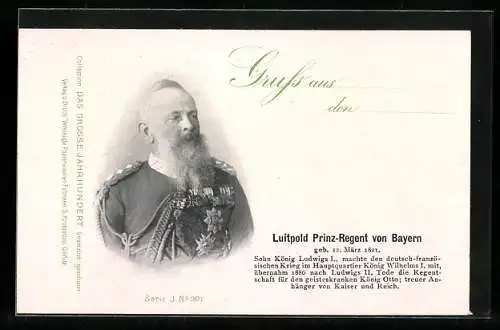 Gruss aus
den
Collection DAS GROSSE JAHRHUNDERT
Luitpold Prinz-Regent von Bayern
geb. 12. März 1821.
Sohn König Ludwigs I., machte den deutsch-franzö-
sischen Krieg im Hauptquartier König Wilhelms I. mit,
übernahm 1886 nach Ludwigs II. Tode die Regent-
schaft für den geisteskranken König Otto; treuer An-
hänger von Kaiser und Reich.
Serie J. No 301